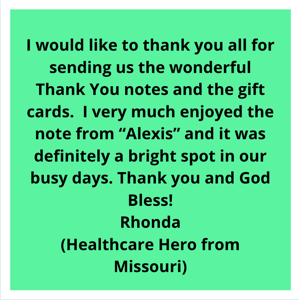 I would like to thank you all for
sending us the wonderful
Thank You notes and the gift
cards.  I very much enjoyed the
note from “Alexis” and it was
definitely a bright spot in our
busy days. Thank you and God
Bless!
Rhonda
(Healthcare Hero from
Missouri)